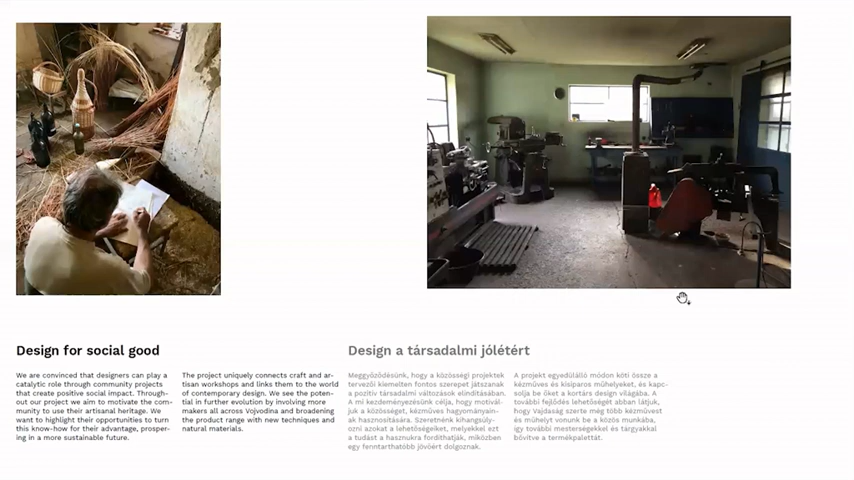 Design for social good
We are convinced that designers can play a
catalytic role through community projects
that create positive social impact. Through-
out our project we aim to motivate the com-
munity to use their artisanal heritage. We
want to highlight their opportunities to turn
this know-how for their advantage, prosper-
ing in a more sustainable future.
The project uniquely connects craft and ar-
tisan workshops and links them to the world
of contemporary design. We see the poten-
tial in further evolution by involving more
makers all across Vojvodina and broadening
the product range with new techniques and
natural materials.
Design a társadalmi jólétért
Meggyőződésünk, hogy a közösségi projektek
tervezői kiemelten fontos szerepet játszanak
a pozitív társadalmi változások elindításában.
A mi kezdeményezésünk célja, hogy motivál-
juk a közösséget, kézműves hagyományain-
ak hasznosítására. Szeretnénk kihangsúly-
ozni azokat a lehetőségeiket, melyekkel ezt
a tudást a hasznukra fordíthatják, miközben
egy fenntarthatóbb jövőért dolgoznak.
A projekt egyedülálló módon köti össze a
kézműves és kisiparos műhelyeket, és kapc-
solja be őket a kortárs design világába. A
további fejlődés lehetőségét abban látjuk,
hogy Vajdaság szerte még több kézművest
és műhelyt vonunk be a közös munkába,
így további mesterségekkel és tárgyakkal
bővítve a termékpalettát.